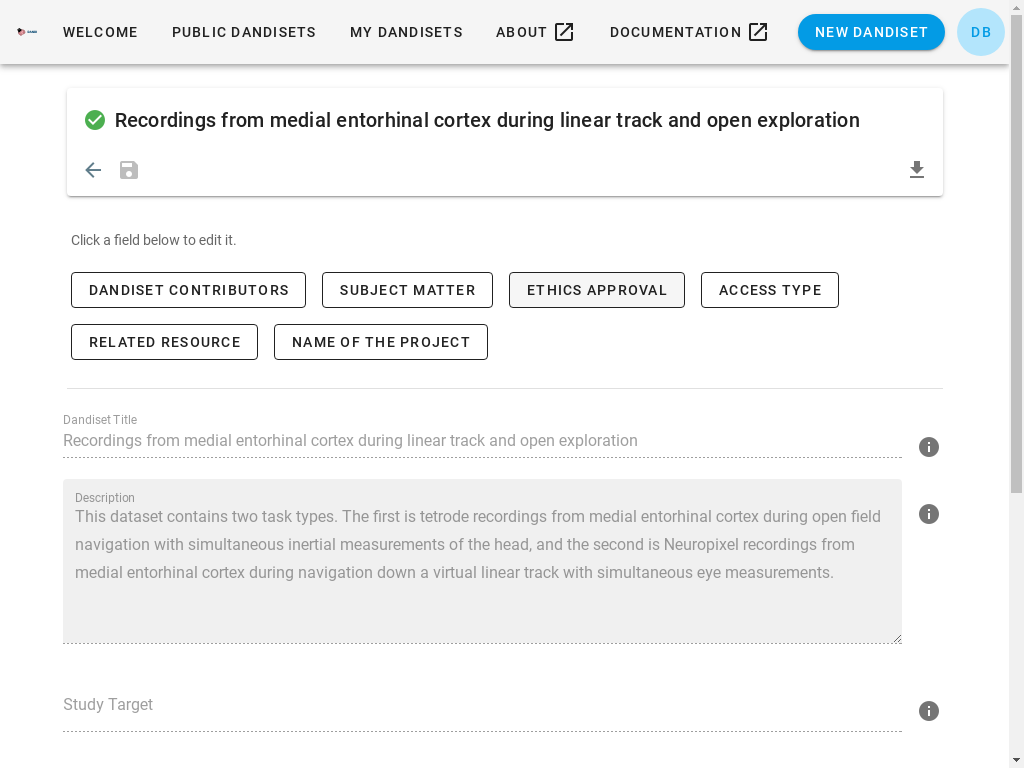 WELCOME PUBLIC DANDISETS MY DANDISETS ABOUT DOCUMENTATION NEW DANDISET DB
Recordings from medial entorhinal cortex during linear track and open exploration
Click a field below to edit it.
DANDISET CONTRIBUTORS SUBJECT MATTER ETHICS APPROVAL ACCESS TYPE
RELATED RESOURCE NAME OF THE PROJECT
Dandiset Title
Recordings from medial entorhinal cortex during linear track and open exploration
Description
This dataset contains two task types. The first is tetrode recordings from medial entorhinal cortex during open field
navigation with simultaneous inertial measurements of the head, and the second is Neuropixel recordings from
medial entorhinal cortex during navigation down a virtual linear track with simultaneous eye measurements.
Study Target